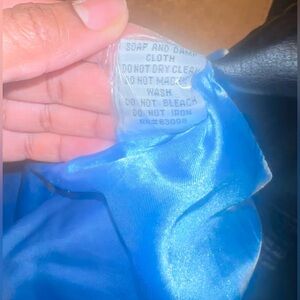 SOAP AND DAMP
CLOTH
DO NOT DRY CLEAN
DO NOT MACHINE
WASH
DO NOT BLEACH
DO NOT IRON